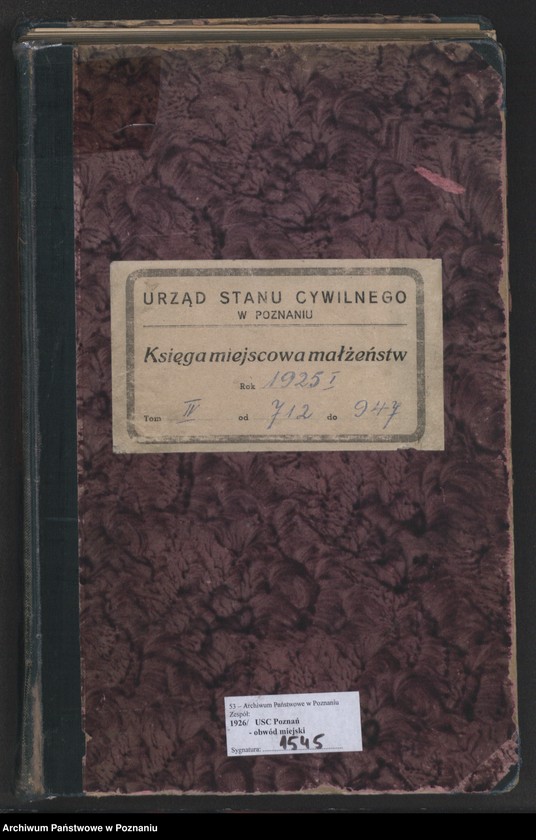 URZĄD STANU CYWILNEGO
W POZNANIU
Księga miejscowa małżeństw
Rok 1925 I
Tom IV od 712 do 947
53 – Archiwum Państwowe w Poznaniu
Zespół:
1926/ USC Poznań
- obwód miejski
Sygnatura: 1545
Archiwum Państwowe w Poznaniu